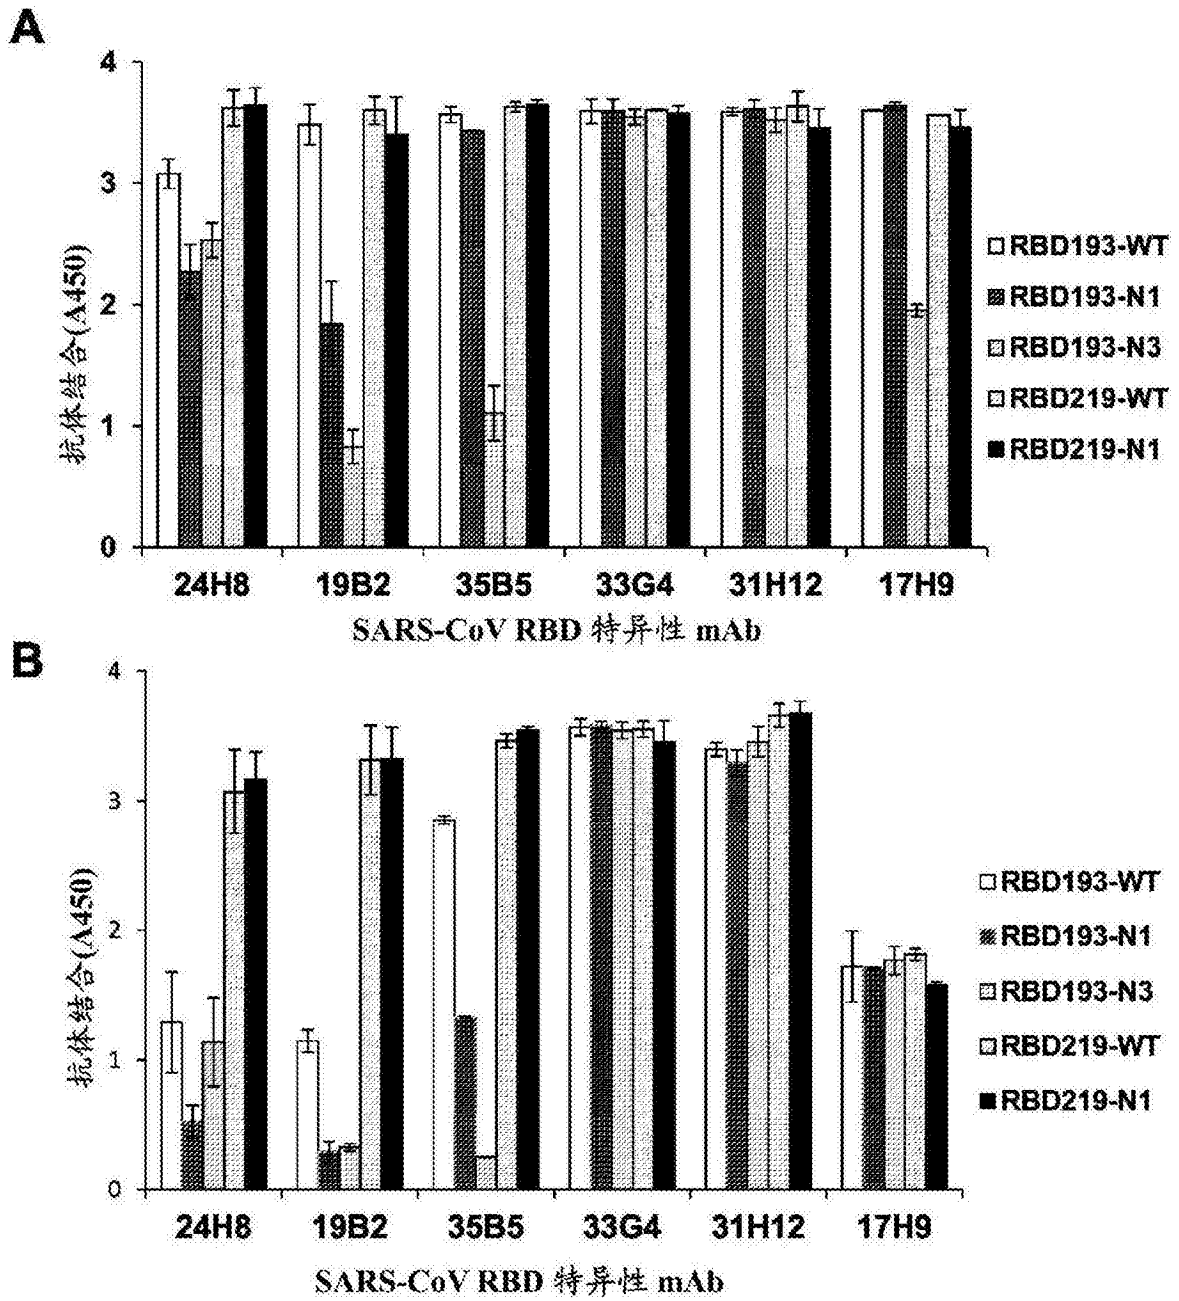 A
4
3
2
1
0
抗体结合(A450)
24H8 19B2 35B5 33G4 31H12 17H9
SARS-CoV RBD 特异性 mAb
RBD193-WT
RBD193-N1
RBD193-N3
RBD219-WT
RBD219-N1
B
4
3
2
1
0
抗体结合(A450)
24H8 19B2 35B5 33G4 31H12 17H9
SARS-CoV RBD 特异性 mAb
RBD193-WT
RBD193-N1
RBD193-N3
RBD219-WT
RBD219-N1